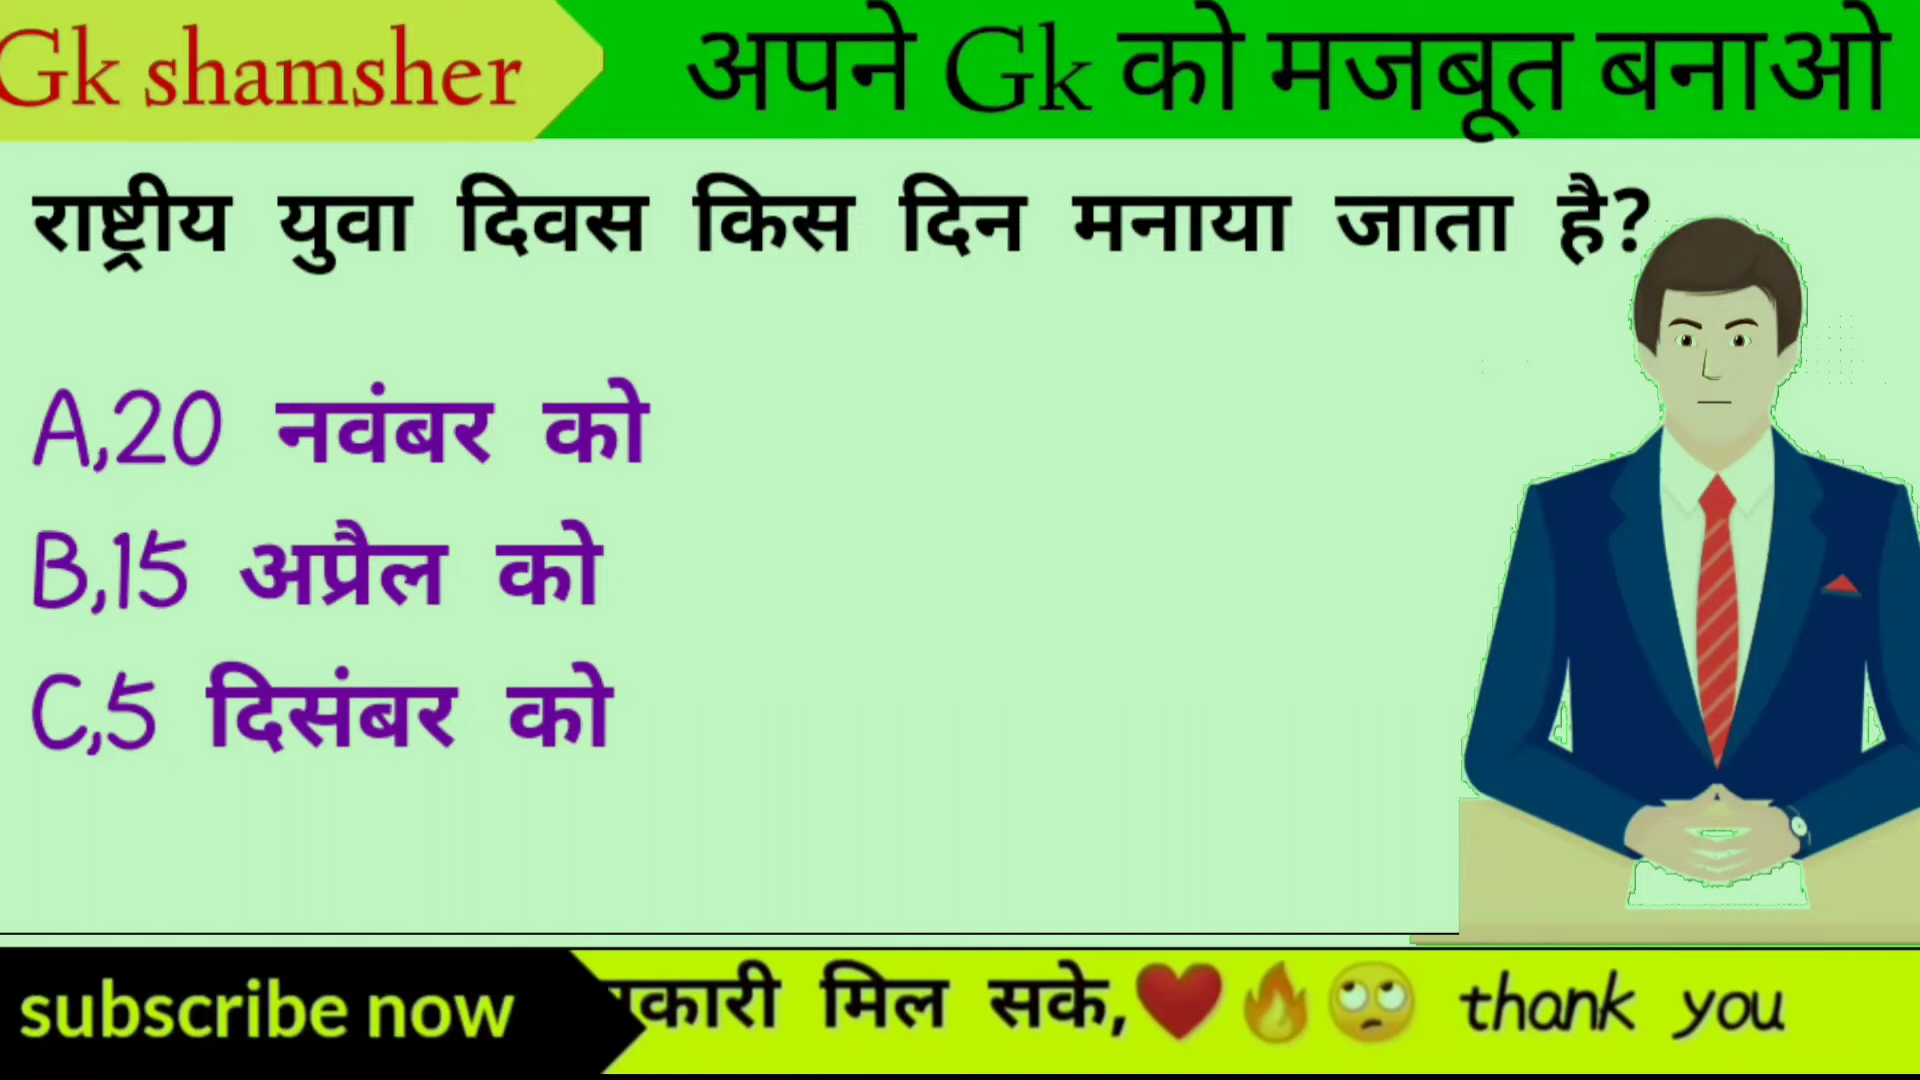 Gk shamsher
अपने Gk को मजबूत बनाओ
राष्ट्रीय युवा दिवस किस दिन मनाया जाता है?
A,20 नवंबर को
B,15 अप्रैल को
C,5 दिसंबर को
subscribe now
मिल सके,❤️🔥🙄 thank you